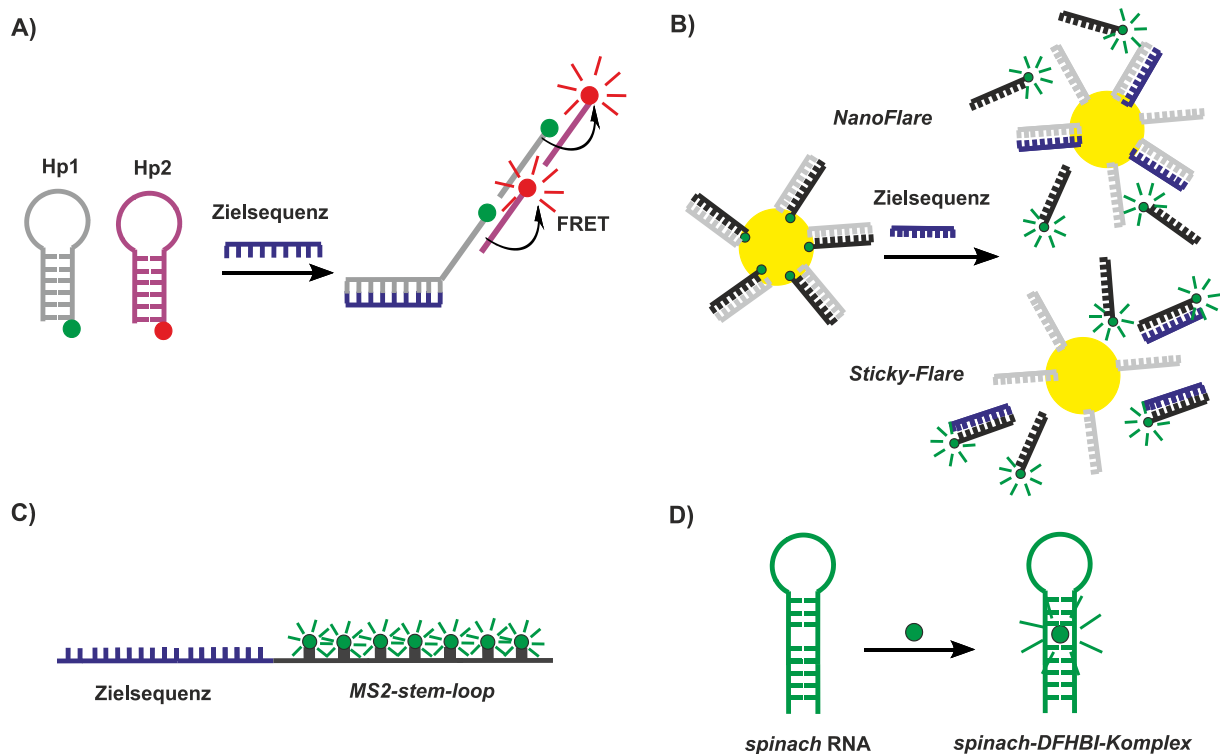 A)
Hp1
Hp2
Zielsequenz
FRET
B)
NanoFlare
Zielsequenz
Sticky-Flare
C)
Zielsequenz
MS2-stem-loop
D)
spinach RNA
spinach-DFHBI-Komplex